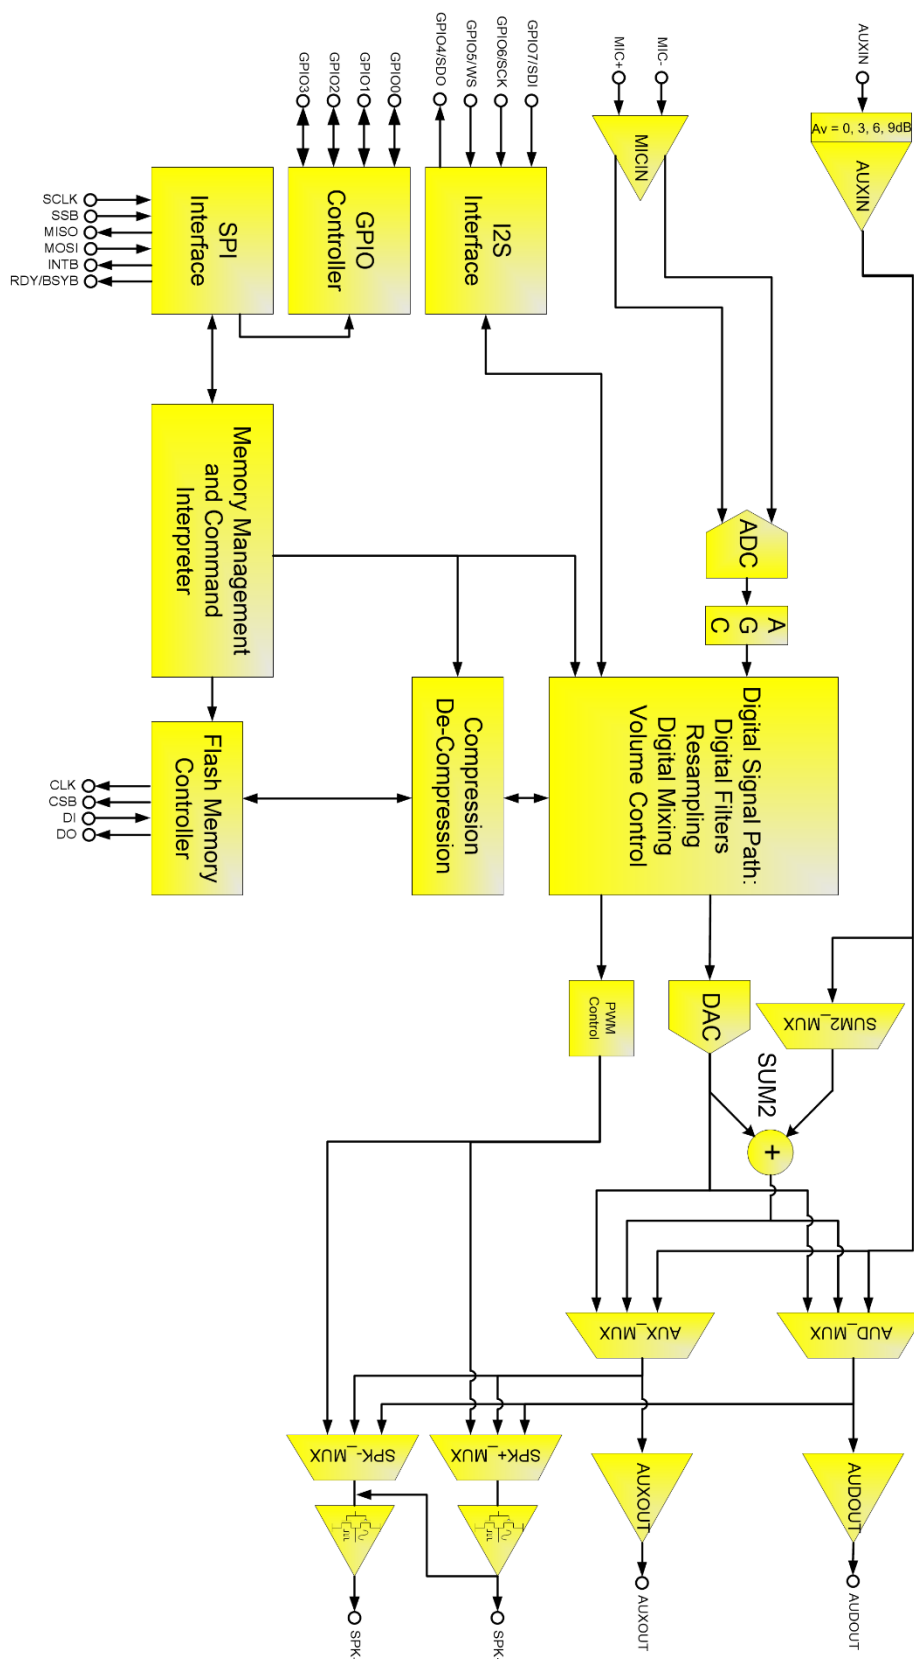 AUXIN
Av = 0, 3, 6, 9dB
AUXIN
MIC-
MIC+
MICIN
GPIO7/SDI
GPIO6/SCK
GPIO5/WS
GPIO4/SDO
GPIO0
GPIO1
GPIO2
GPIO3
I2S
Interface
GPIO
Controller
SPI
Interface
SCLK
SSB
MISO
MOSI
INTB
RDY/BSYB
ADC
A
G
C
Memory Management
and Command
Interpreter
Digital Signal Path:
Digital Filters
Resampling
Digital Mixing
Volume Control
Compression
De-Compression
Flash Memory
Controller
CLK
CSB
DI
DO
PWM
Control
DAC
SUM2_MUX
SUM2
+
AUX_MUX
AUD_MUX
SPK-_MUX
SPK+_MUX
AUXOUT
AUDOUT
AUXOUT
AUDOUT
SPK-